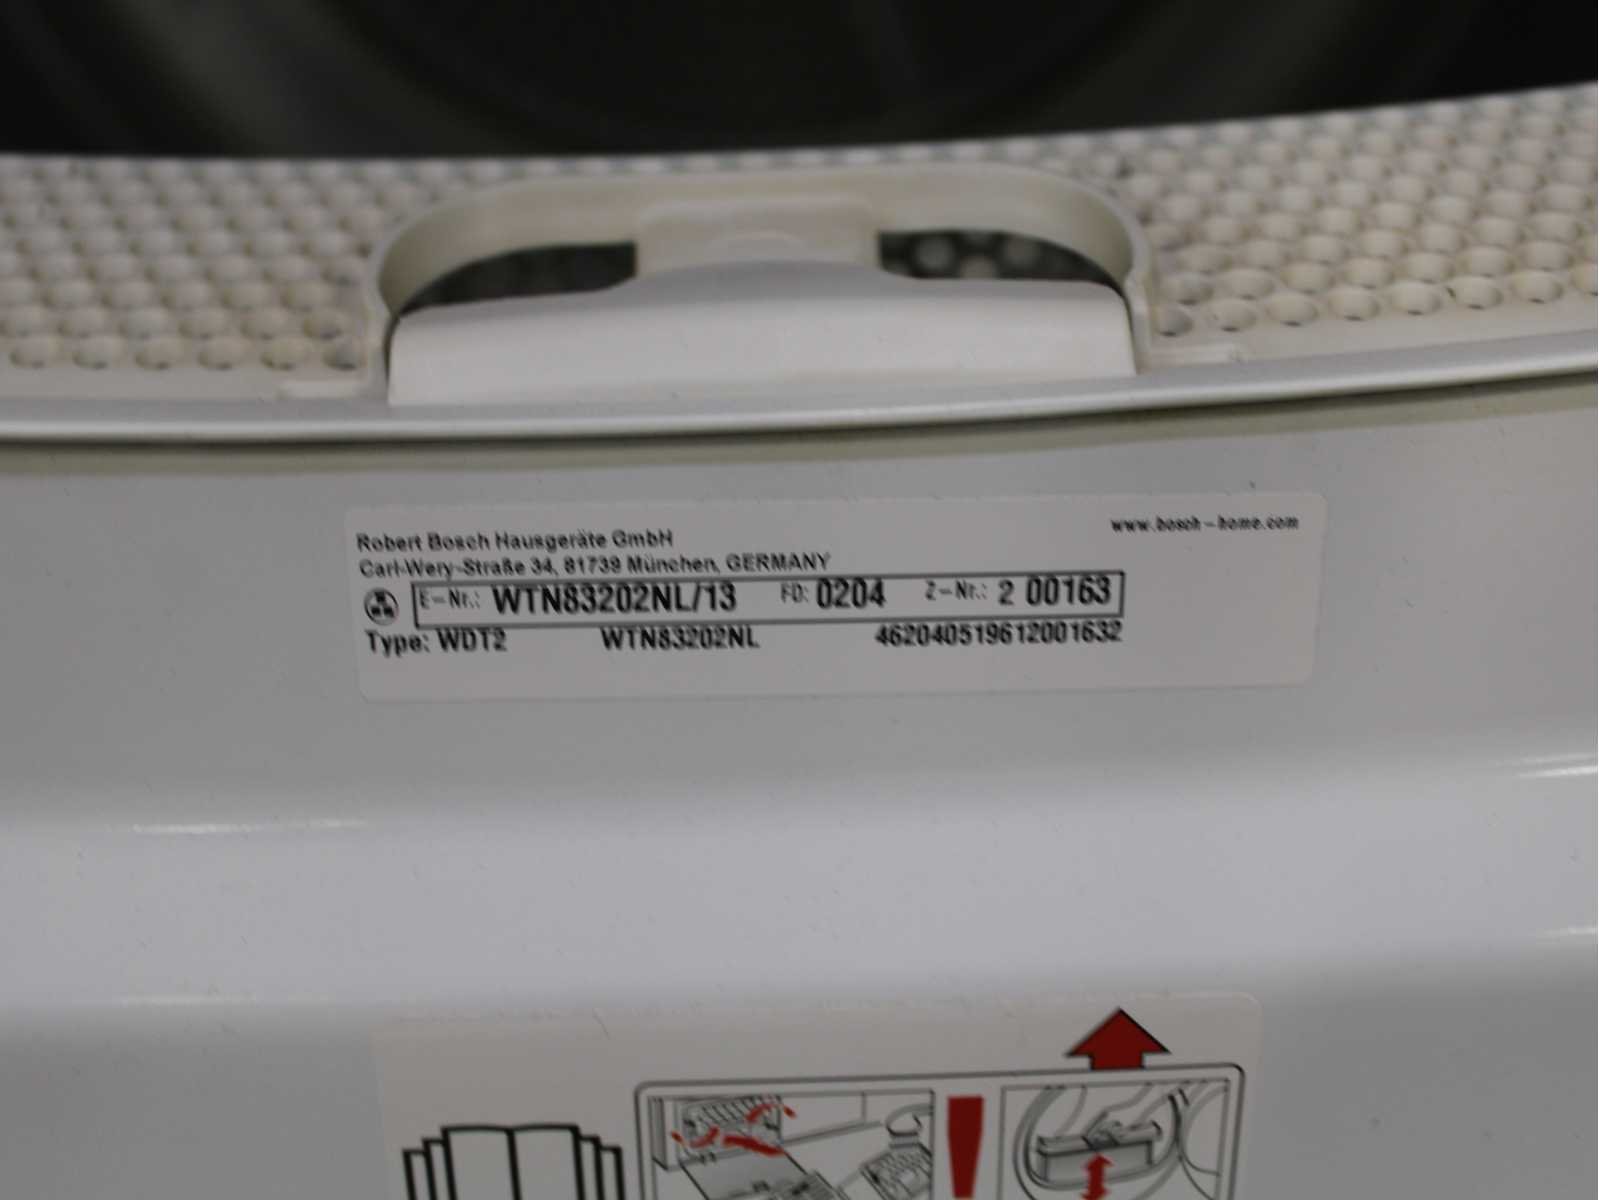 Robert Bosch Hausgeräte GmbH
www.bosch-home.com
Carl-Wery-Straße 34, 81739 München, GERMANY
E-Nr.: WTN83202NL/13 FD: 0204 Z-Nr.: 2 00163
Type: WDT2 WTN83202NL 462040519612001632